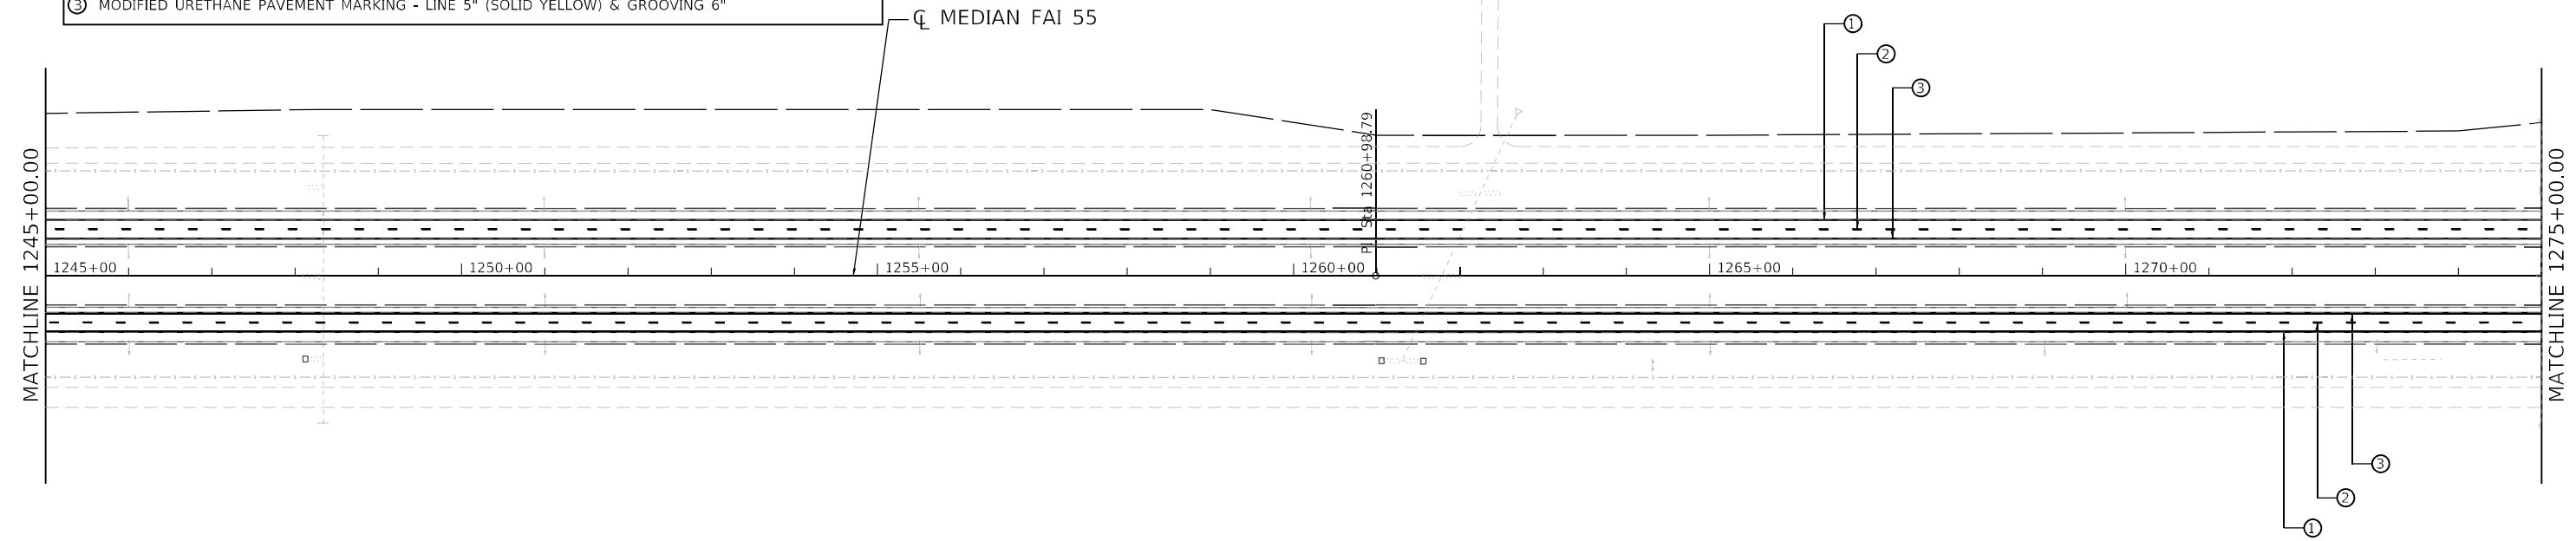 ③ MODIFIED URETHANE PAVEMENT MARKING - LINE 5" (SOLID YELLOW) & GROOVING 6"
℄ MEDIAN FAI 55
①
②
③
MATCHLINE 1245+00.00
PI Sta 1260+98.79
MATCHLINE 1275+00.00
1245+00 1250+00 1255+00 1260+00 1265+00 1270+00
③
②
①